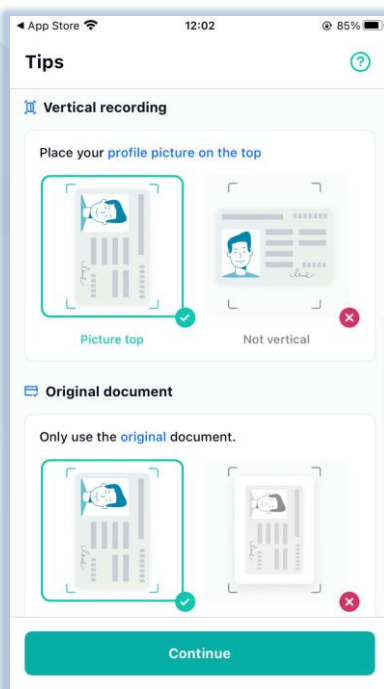 App Store 12:02 85%
Tips ?
Vertical recording
Place your profile picture on the top
Picture top Not vertical
Original document
Only use the original document.
Continue